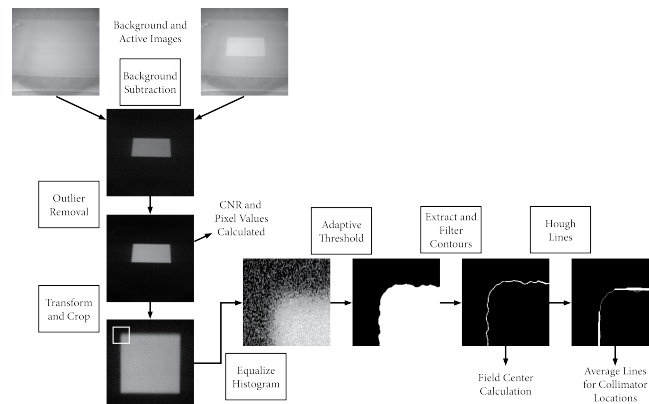 Background and
Active Images
Background
Subtraction
Outlier
Removal
CNR and
Pixel Values
Calculated
Transform
and Crop
Equalize
Histogram
Adaptive
Threshold
Extract and
Filter
Contours
Hough
Lines
Field Center
Calculation
Average Lines
for Collimator
Locations